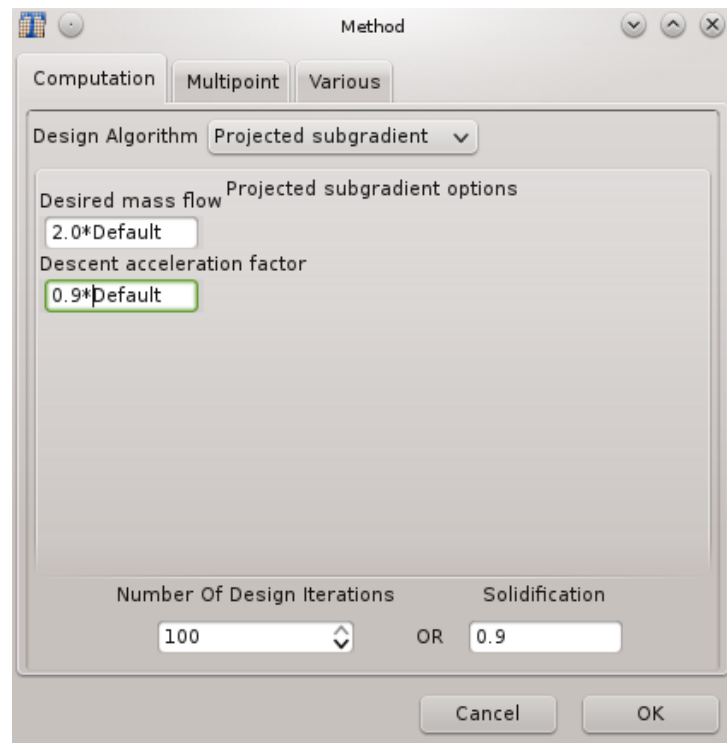 Method
Computation Multipoint Various
Design Algorithm Projected subgradient
Projected subgradient options
Desired mass flow
2.0*Default
Descent acceleration factor
0.9*Default
Number Of Design Iterations Solidification
100 OR 0.9
Cancel OK